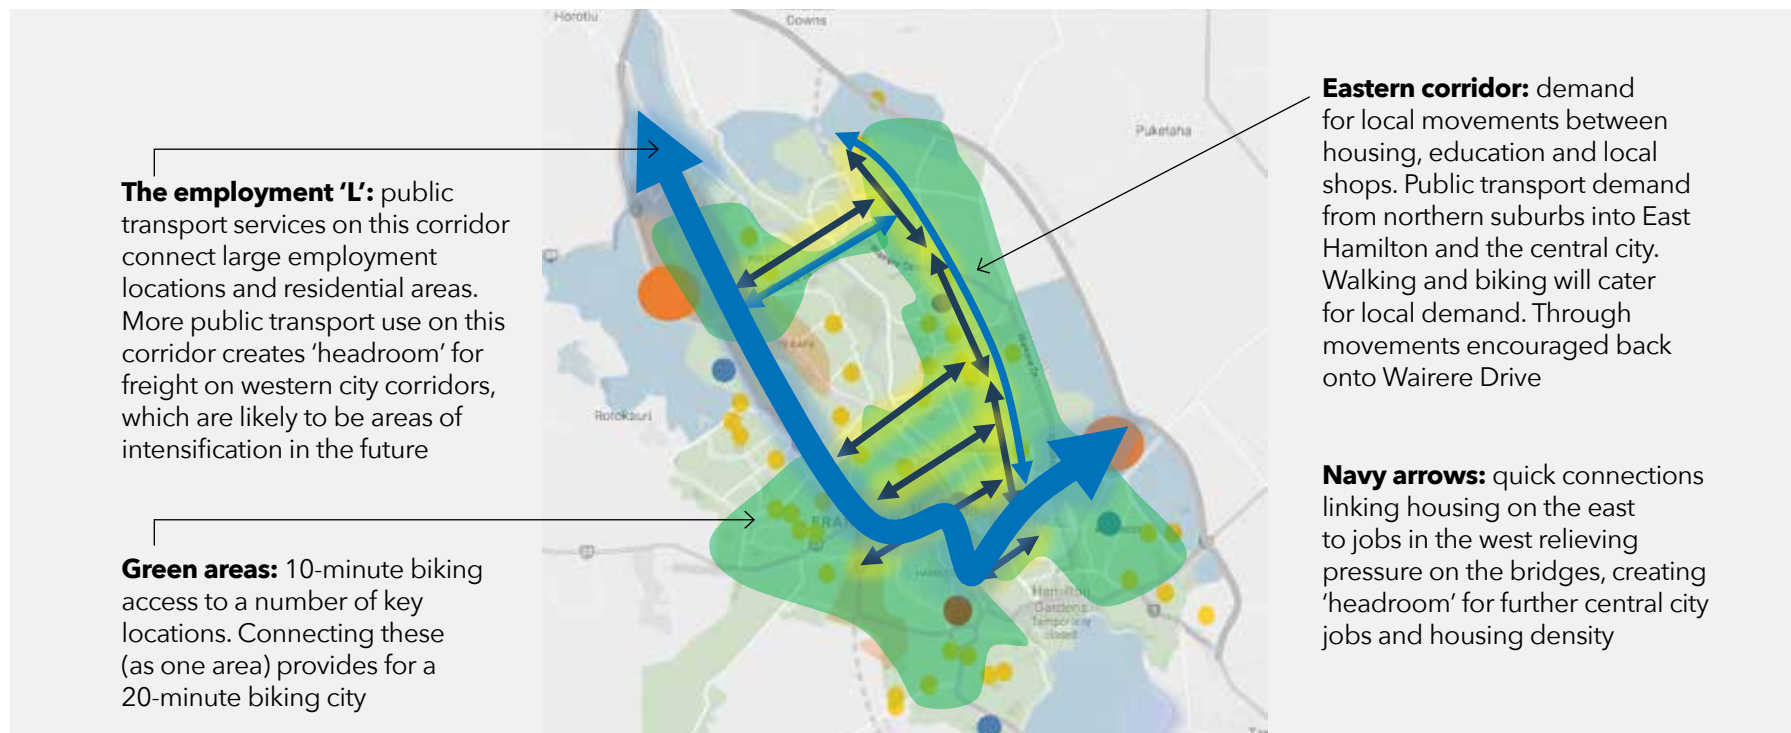 The employment ‘L’: public
transport services on this corridor
connect large employment
locations and residential areas.
More public transport use on this
corridor creates ‘headroom’ for
freight on western city corridors,
which are likely to be areas of
intensification in the future
Green areas: 10-minute biking
access to a number of key
locations. Connecting these
(as one area) provides for a
20-minute biking city
Horotiu
Downs
Puketaha
Rotokauri
TE RAPA
Hamilton
Gardens
Temporarily
closed
Eastern corridor: demand
for local movements between
housing, education and local
shops. Public transport demand
from northern suburbs into East
Hamilton and the central city.
Walking and biking will cater
for local demand. Through
movements encouraged back
onto Wairere Drive
Navy arrows: quick connections
linking housing on the east
to jobs in the west relieving
pressure on the bridges, creating
‘headroom’ for further central city
jobs and housing density